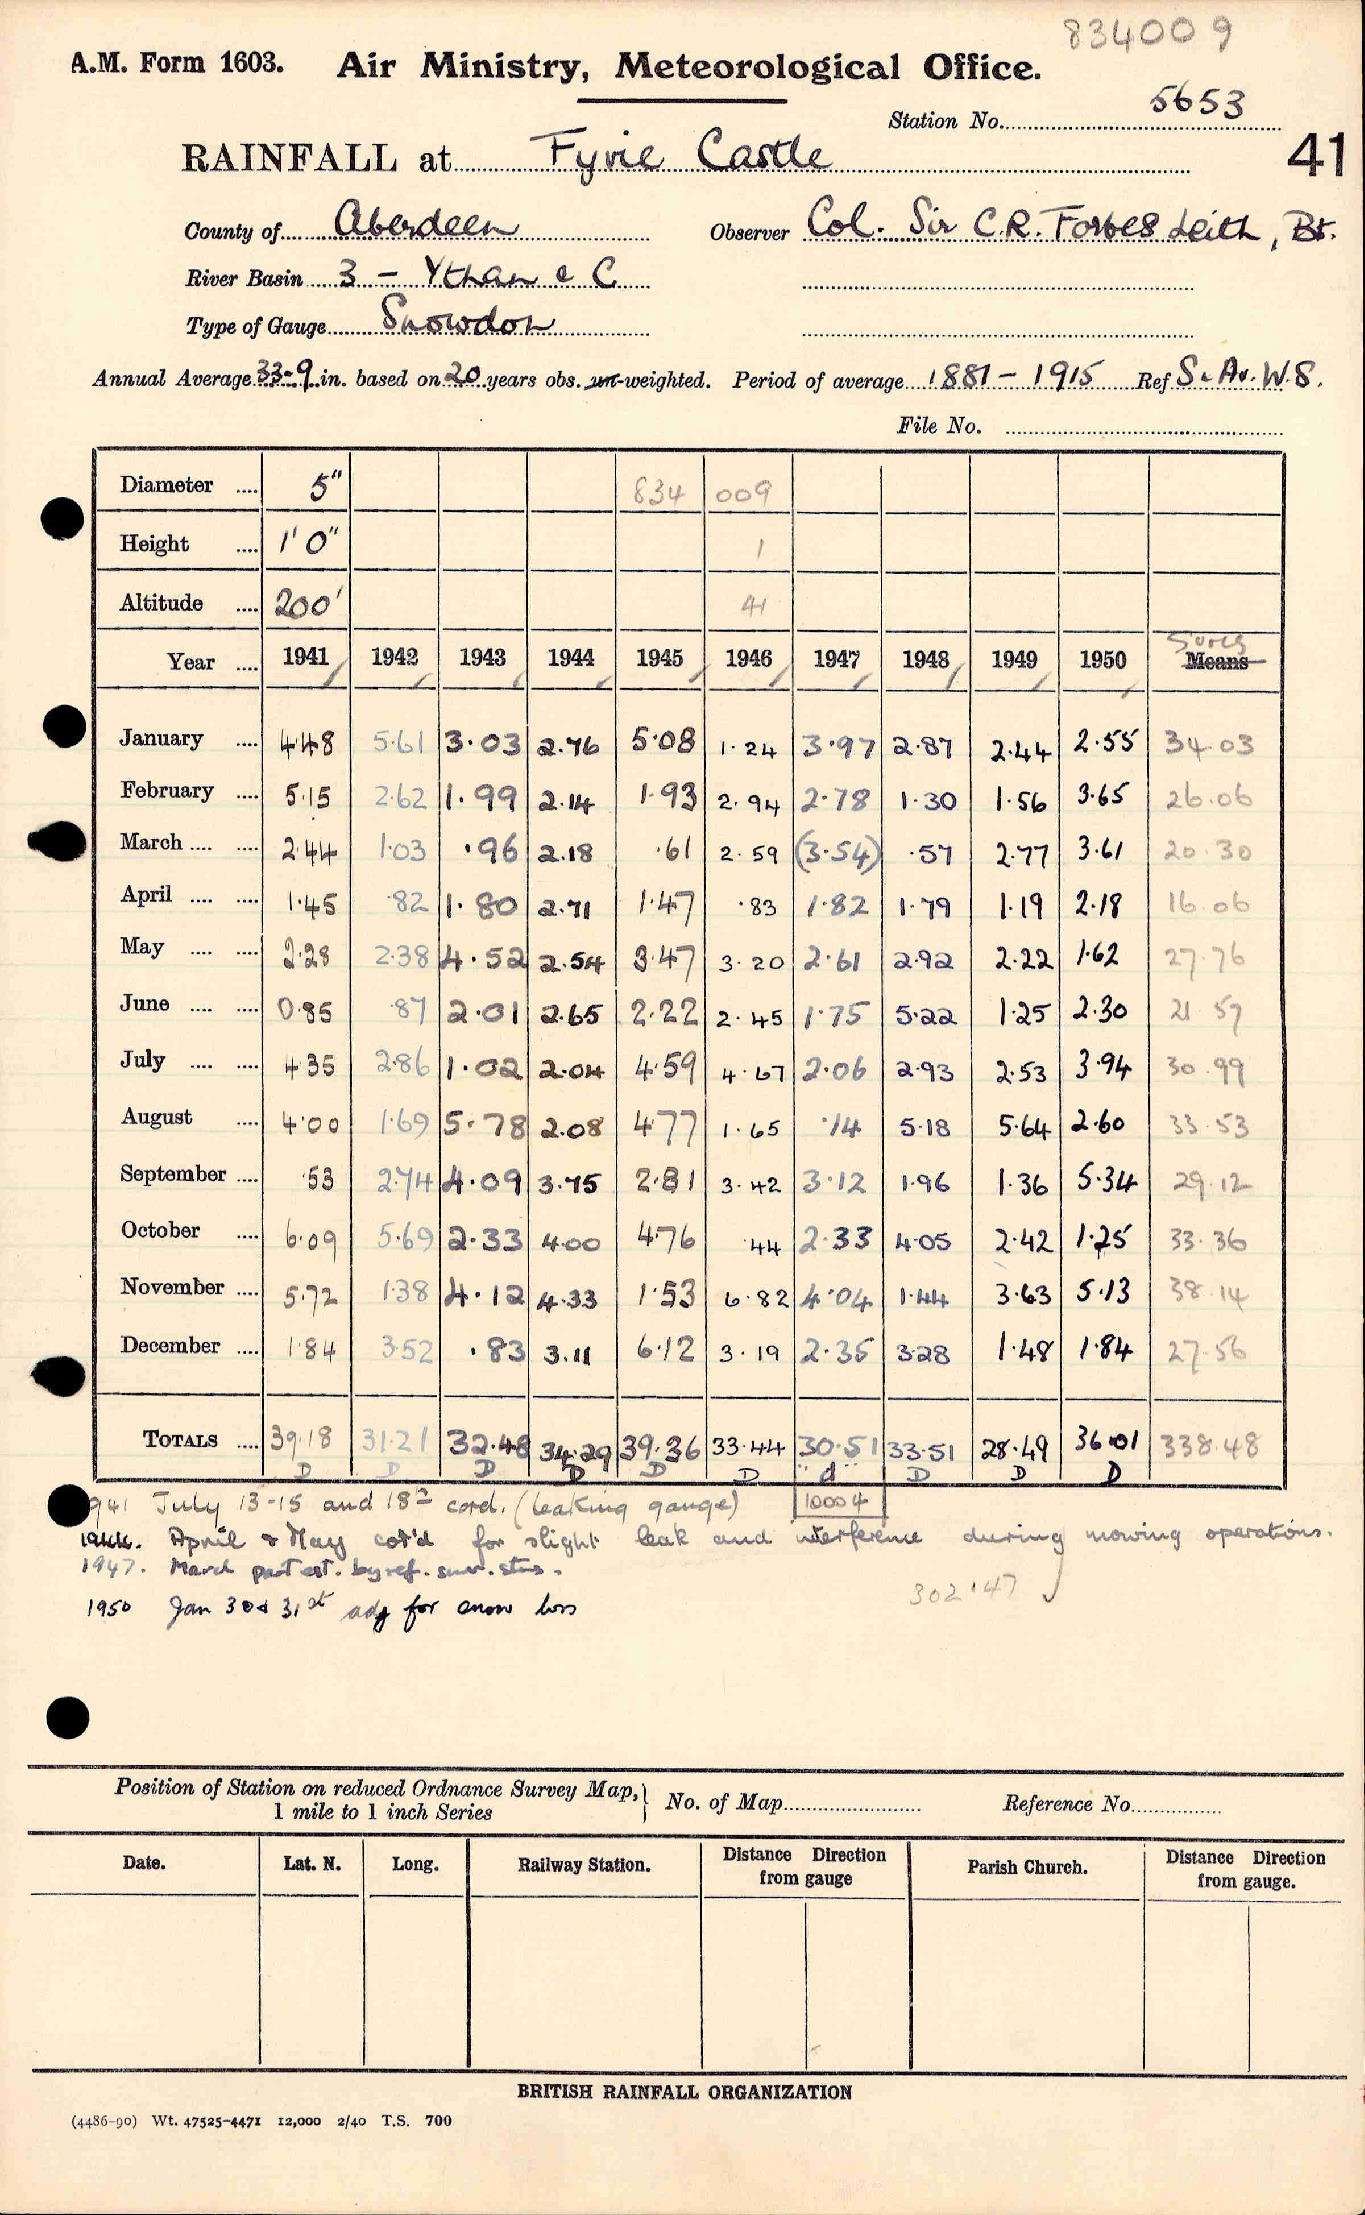 834009
A.M. Form 1603. Air Ministry, Meteorological Office.
Station No. 5653
RAINFALL at Fyvie Castle
41
County of Aberdeen Observer Col. Sir C.R. Forbes Leith, Bt.
River Basin 3 - Ythan & C
Type of Gauge Snowdon
Annual Average 33.9 in. based on 20 years obs. un-weighted. Period of average 1881-1915 Ref S. Av. W.S.
File No.
Diameter .... 5" 834 009
Height .... 1' 0" 1
Altitude .... 200' 41
Year .... 1941 1942 1943 1944 1945 1946 1947 1948 1949 1950 Sums Means
January .... 4.48 5.61 3.03 2.76 5.08 1.24 3.97 2.87 2.44 2.55 34.03
February .... 5.15 2.62 1.99 2.14 1.93 2.94 2.78 1.30 1.56 3.65 26.06
March .... .... 2.44 1.03 .96 2.18 .61 2.59 (3.54) .57 2.77 3.61 20.30
April .... .... 1.45 .82 1.80 2.71 1.47 .83 1.82 1.79 1.19 2.18 16.06
May .... .... 2.28 2.38 4.52 2.54 3.47 3.20 2.61 2.92 2.22 1.62 27.76
June .... .... 0.85 .87 2.01 2.65 2.22 2.45 1.75 5.22 1.25 2.30 21.57
July .... .... 4.35 2.86 1.02 2.04 4.59 4.67 2.06 2.93 2.53 3.94 30.99
August .... 4.00 1.69 5.78 2.08 4.77 1.65 .14 5.18 5.64 2.60 33.53
September .... .53 2.74 4.09 3.75 2.81 3.42 3.12 1.96 1.36 5.34 29.12
October .... 6.09 5.69 2.33 4.00 4.76 .44 2.33 4.05 2.42 1.25 33.36
November .... 5.72 1.38 4.12 4.33 1.53 6.82 4.04 1.44 3.63 5.13 38.14
December .... 1.84 3.52 .83 3.11 6.12 3.19 2.35 3.28 1.48 1.84 27.56
TOTALS .... 39.18 31.21 32.48 34.29 39.36 33.44 30.51 33.51 28.49 36.01 338.48
D D D D D D "d" D D D
10004
1941 July 13-15 and 18th cord. (leaking gauge)
1944. April & May cor'd for slight leak and interference during mowing operations.
1947. March part est. by ref. surr. stns.
302.47
1950 Jan 30 & 31st adj for snow loss
Position of Station on reduced Ordnance Survey Map, 1 mile to 1 inch Series No. of Map Reference No.
Date. Lat. N. Long. Railway Station. Distance Direction from gauge Parish Church. Distance Direction from gauge.
BRITISH RAINFALL ORGANIZATION
(4486-90) Wt. 47525-4471 12,000 2/40 T.S. 700